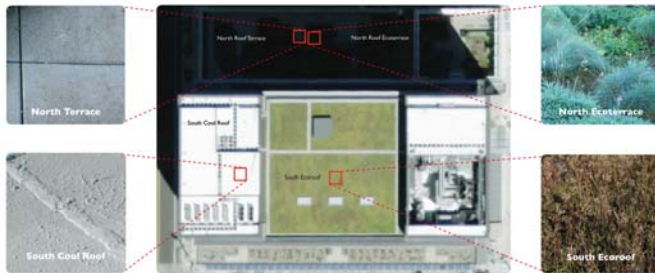 North Roof Terrace
North Roof Ecoterrace
North Terrace
North Ecoterrace
South Cool Roof
South Ecoroof
South Cool Roof
South Ecoroof